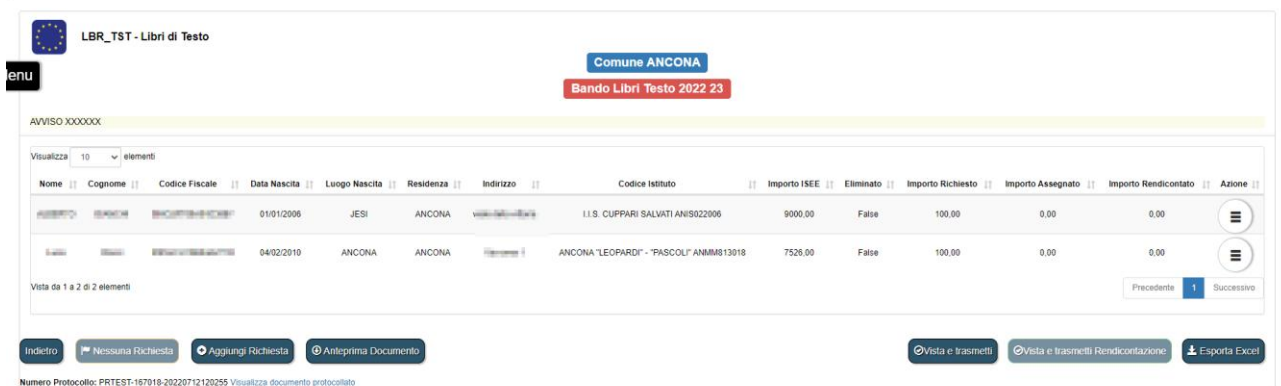 LBR_TST - Libri di Testo
enu
Comune ANCONA
Bando Libri Testo 2022 23
AVVISO XXXXXX
Visualizza 10 elementi
Nome Cognome Codice Fiscale Data Nascita Luogo Nascita Residenza Indirizzo Codice Istituto Importo ISEE Eliminato Importo Richiesto Importo Assegnato Importo Rendicontato Azione
01/01/2006 JESI ANCONA I.I.S. CUPPARI SALVATI ANIS022006 9000,00 False 100,00 0,00 0,00
04/02/2010 ANCONA ANCONA ANCONA "LEOPARDI" - "PASCOLI" ANMM813018 7526,00 False 100,00 0,00 0,00
Vista da 1 a 2 di 2 elementi
Precedente 1 Successivo
Indietro Nessuna Richiesta Aggiungi Richiesta Anteprima Documento Vista e trasmetti Vista e trasmetti Rendicontazione Esporta Excel
Numero Protocollo: PRTEST-167018-20220712120255 Visualizza documento protocollato